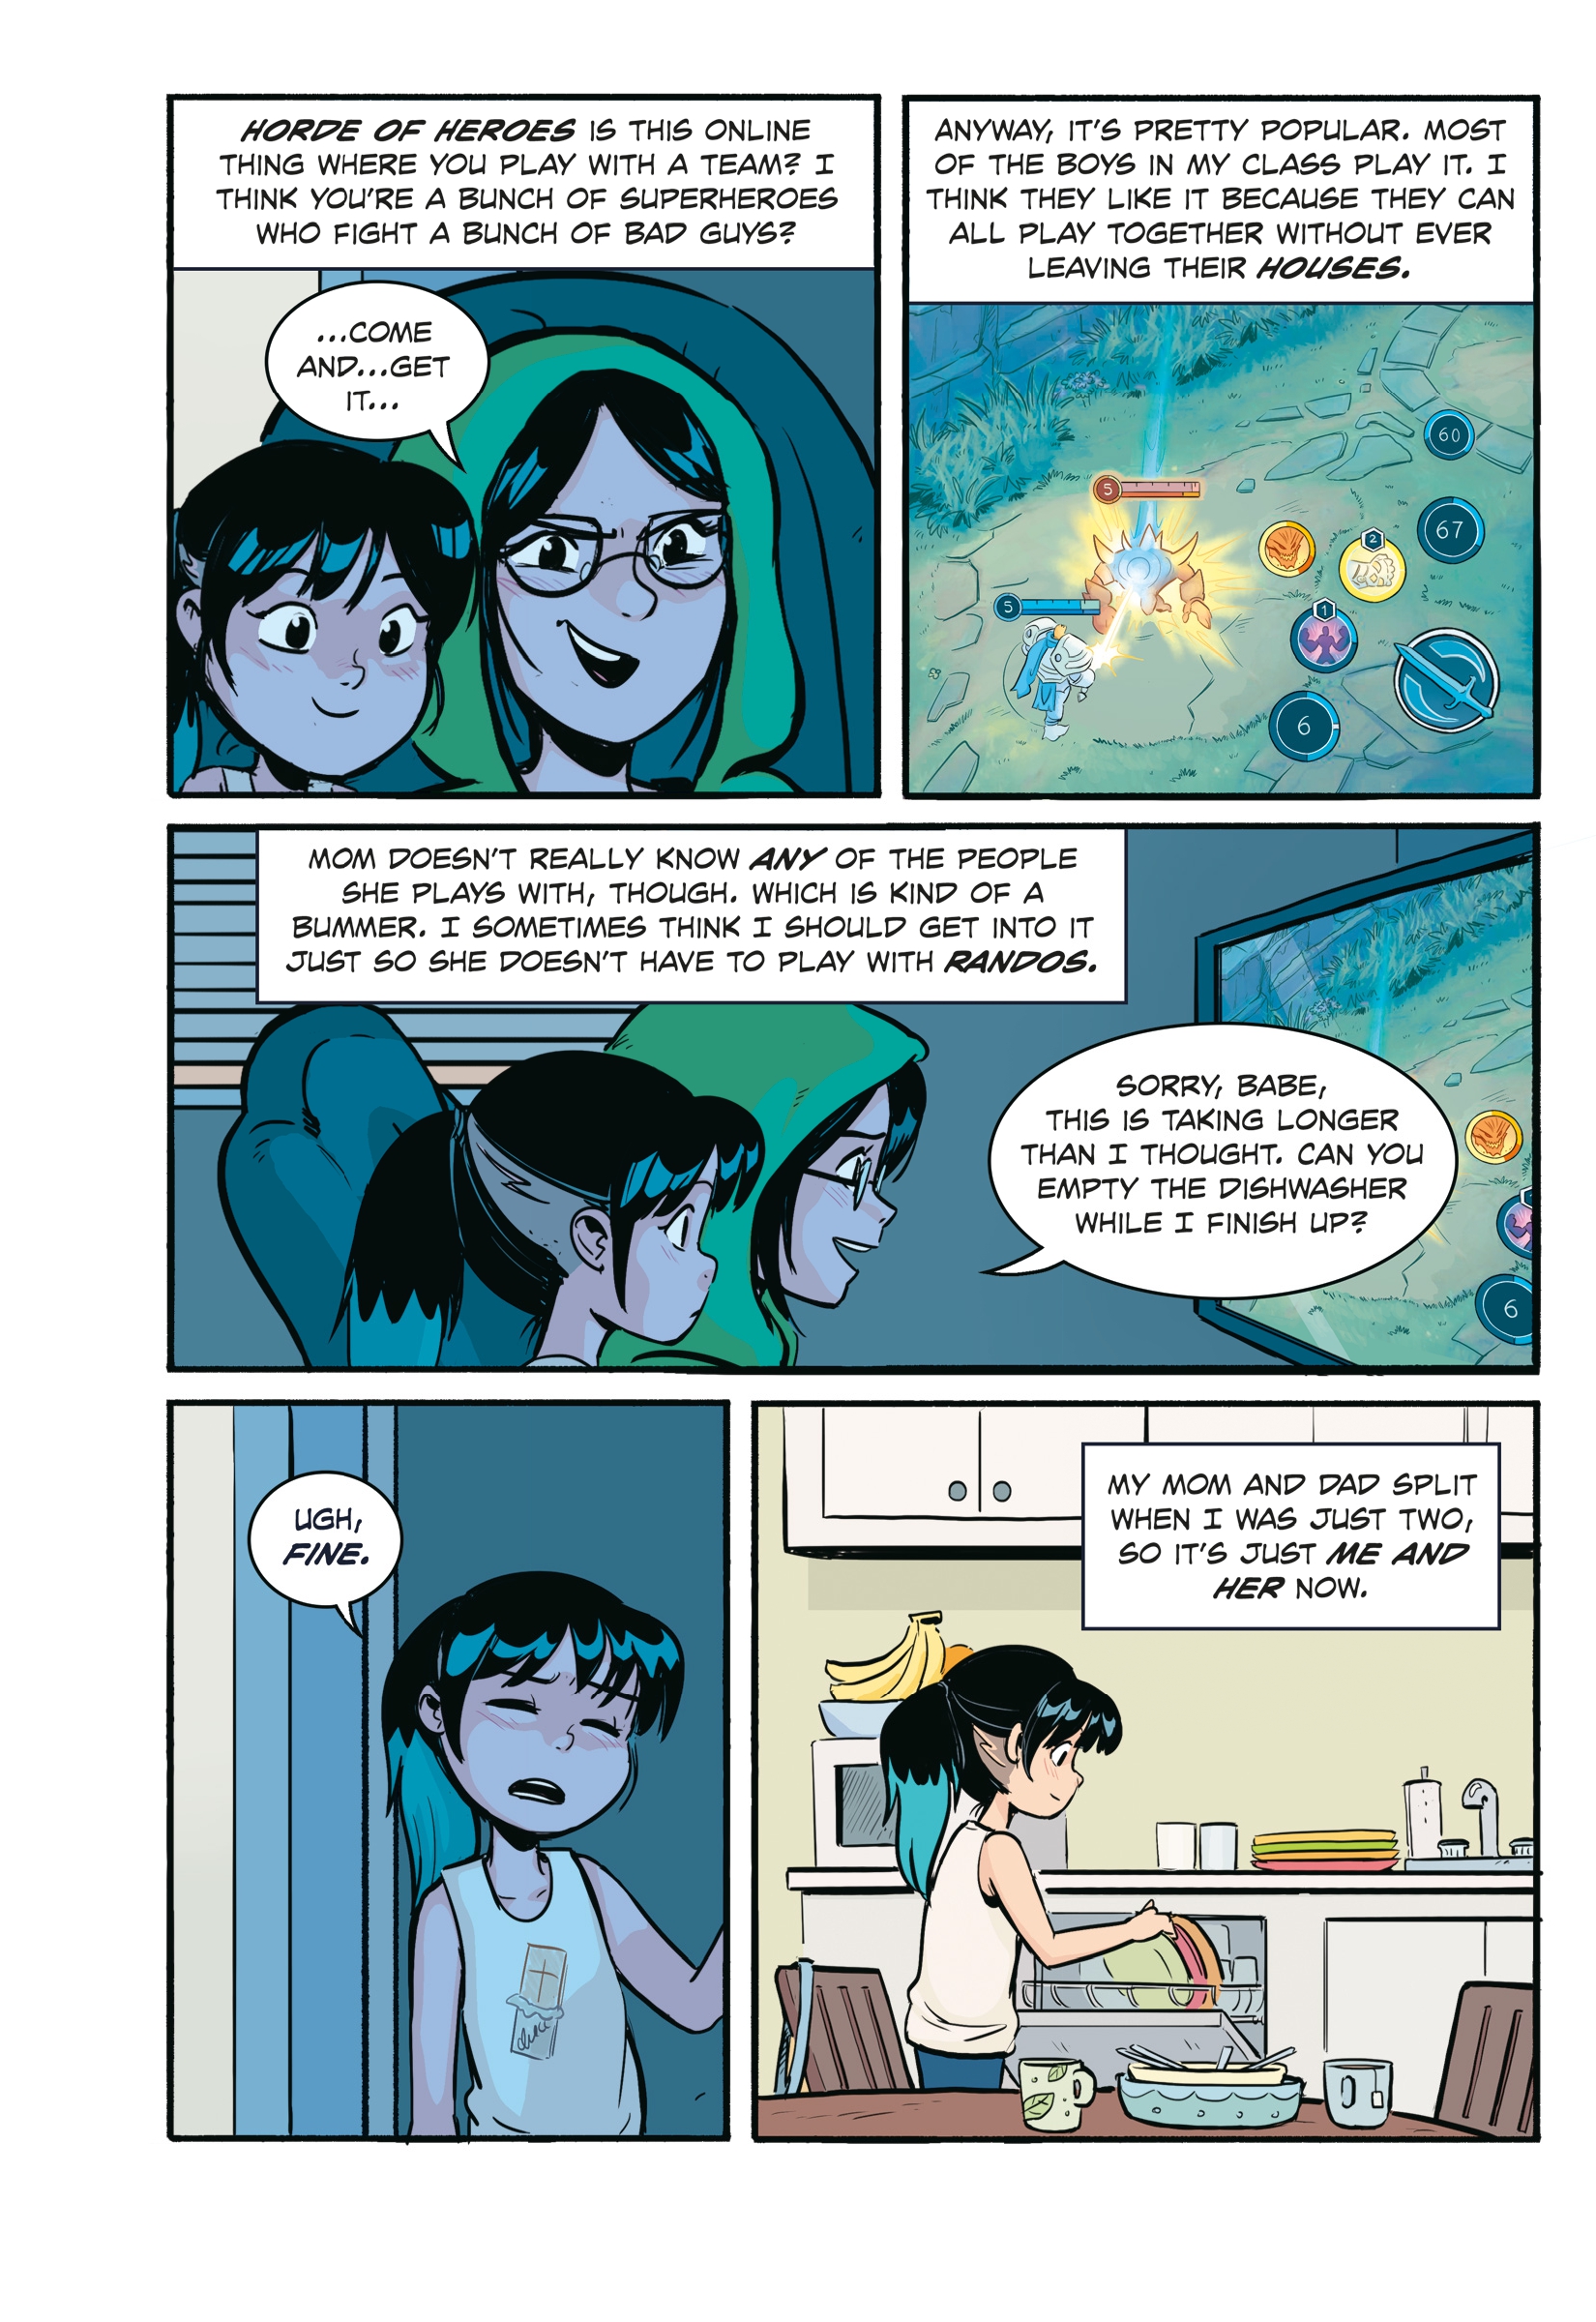 HORDE OF HEROES IS THIS ONLINE
THING WHERE YOU PLAY WITH A TEAM? I
THINK YOU'RE A BUNCH OF SUPERHEROES
WHO FIGHT A BUNCH OF BAD GUYS?
...COME
AND...GET
IT...
ANYWAY, IT'S PRETTY POPULAR. MOST
OF THE BOYS IN MY CLASS PLAY IT. I
THINK THEY LIKE IT BECAUSE THEY CAN
ALL PLAY TOGETHER WITHOUT EVER
LEAVING THEIR HOUSES.
60
5
67
2
5
1
6
MOM DOESN'T REALLY KNOW ANY OF THE PEOPLE
SHE PLAYS WITH, THOUGH. WHICH IS KIND OF A
BUMMER. I SOMETIMES THINK I SHOULD GET INTO IT
JUST SO SHE DOESN'T HAVE TO PLAY WITH RANDOS.
SORRY, BABE,
THIS IS TAKING LONGER
THAN I THOUGHT. CAN YOU
EMPTY THE DISHWASHER
WHILE I FINISH UP?
6
UGH,
FINE.
MY MOM AND DAD SPLIT
WHEN I WAS JUST TWO,
SO IT'S JUST ME AND
HER NOW.